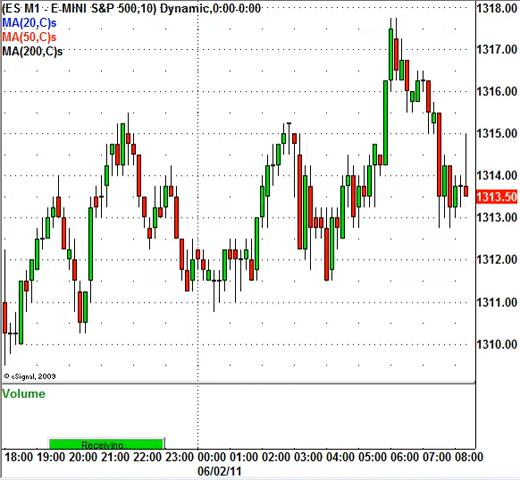 (ES M1 - E-MINI S&P 500,10) Dynamic,0:00-0:00
MA(20,C)s
MA(50,C)s
MA(200,C)s
1318.00
1317.00
1316.00
1315.00
1314.00
1313.50
1313.00
1312.00
1311.00
1310.00
© eSignal, 2009
Volume
Receiving...
18:00 19:00 20:00 21:00 22:00 23:00 00:00 01:00 02:00 03:00 04:00 05:00 06:00 07:00 08:00
06/02/11